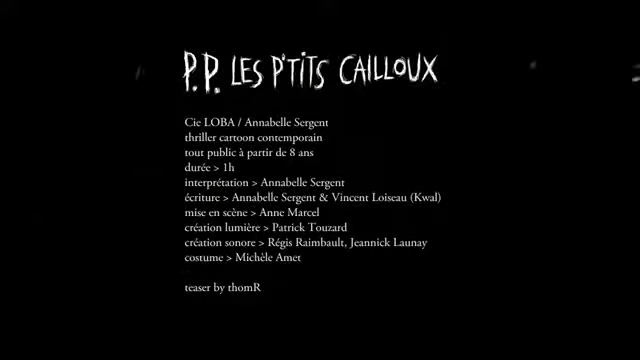 P.P. LES P'TITS CAILLOUX
Cie LOBA / Annabelle Sergent
thriller cartoon contemporain
tout public à partir de 8 ans
durée > 1h
interprétation > Annabelle Sergent
écriture > Annabelle Sergent & Vincent Loiseau (Kwal)
mise en scène > Anne Marcel
création lumière > Patrick Touzard
création sonore > Régis Raimbault, Jeannick Launay
costume > Michèle Amet
teaser by thomR